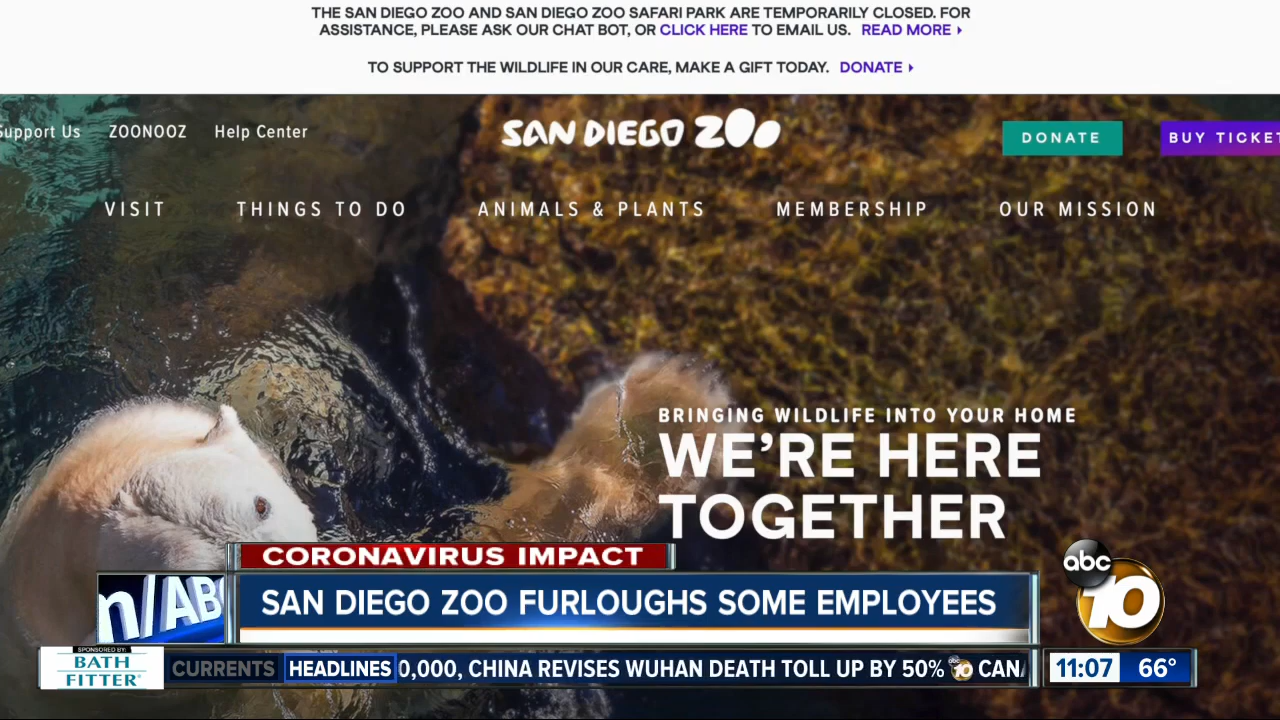 THE SAN DIEGO ZOO AND SAN DIEGO ZOO SAFARI PARK ARE TEMPORARILY CLOSED. FOR
ASSISTANCE, PLEASE ASK OUR CHAT BOT, OR CLICK HERE TO EMAIL US. READ MORE
TO SUPPORT THE WILDLIFE IN OUR CARE, MAKE A GIFT TODAY. DONATE
Support Us ZOONOOZ Help Center
SAN DIEGO ZOO
DONATE
BUY TICKET
VISIT THINGS TO DO ANIMALS & PLANTS MEMBERSHIP OUR MISSION
BRINGING WILDLIFE INTO YOUR HOME
WE'RE HERE
TOGETHER
CORONAVIRUS IMPACT
n/ABC
SAN DIEGO ZOO FURLOUGHS SOME EMPLOYEES
abc
10
SPONSORED BY:
BATH
FITTER
CURRENTS
HEADLINES
0,000, CHINA REVISES WUHAN DEATH TOLL UP BY 50% abc 10 CAN
11:07 66°